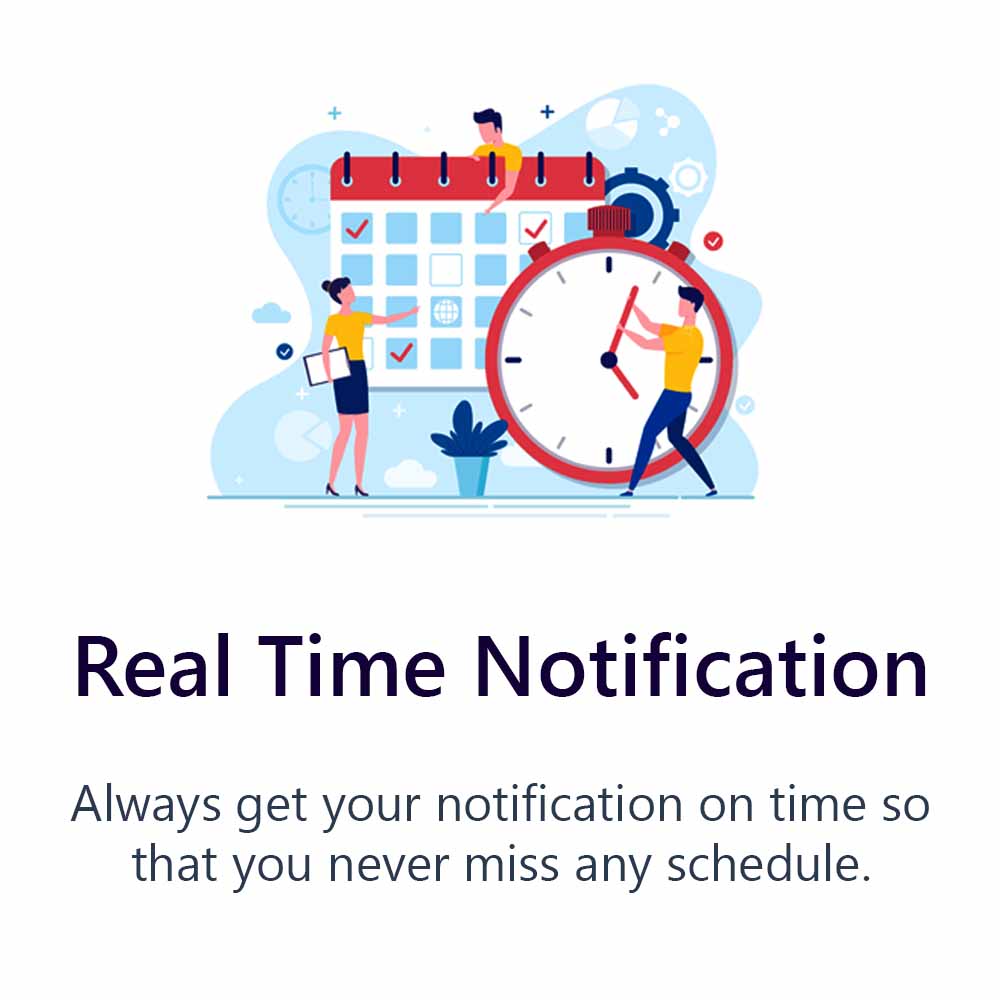 Real Time Notification
Always get your notification on time so
that you never miss any schedule.